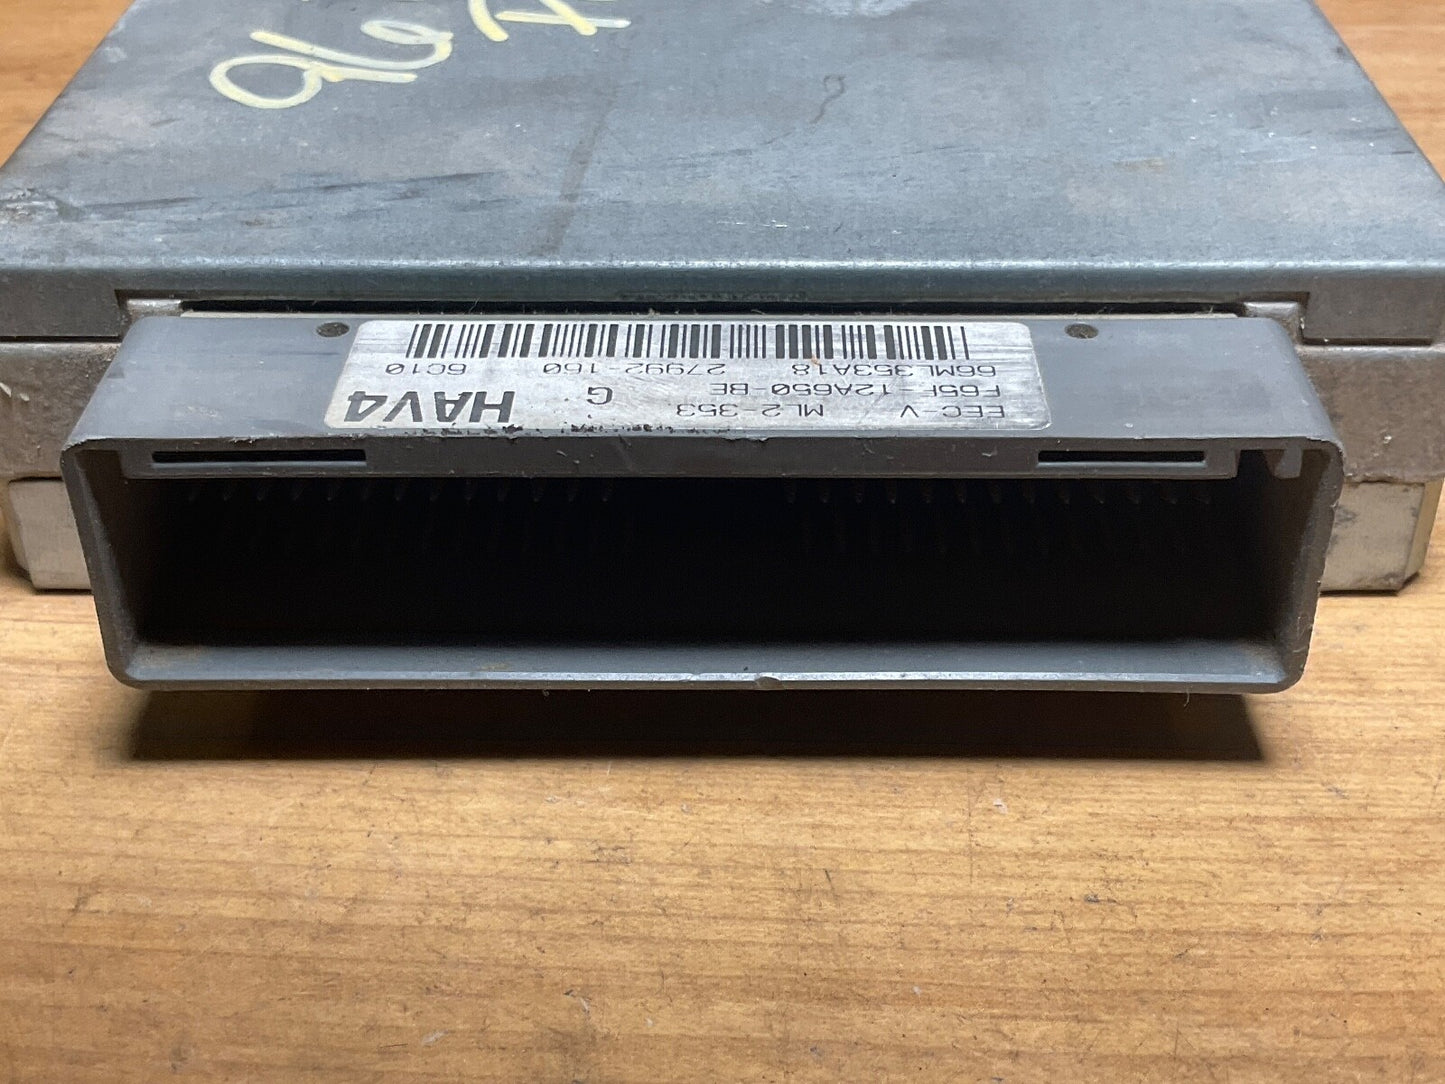 96
EEC-V ML2-353 HAV4
F65F-12A650-BE G
66ML353A18 27992-160 6C10